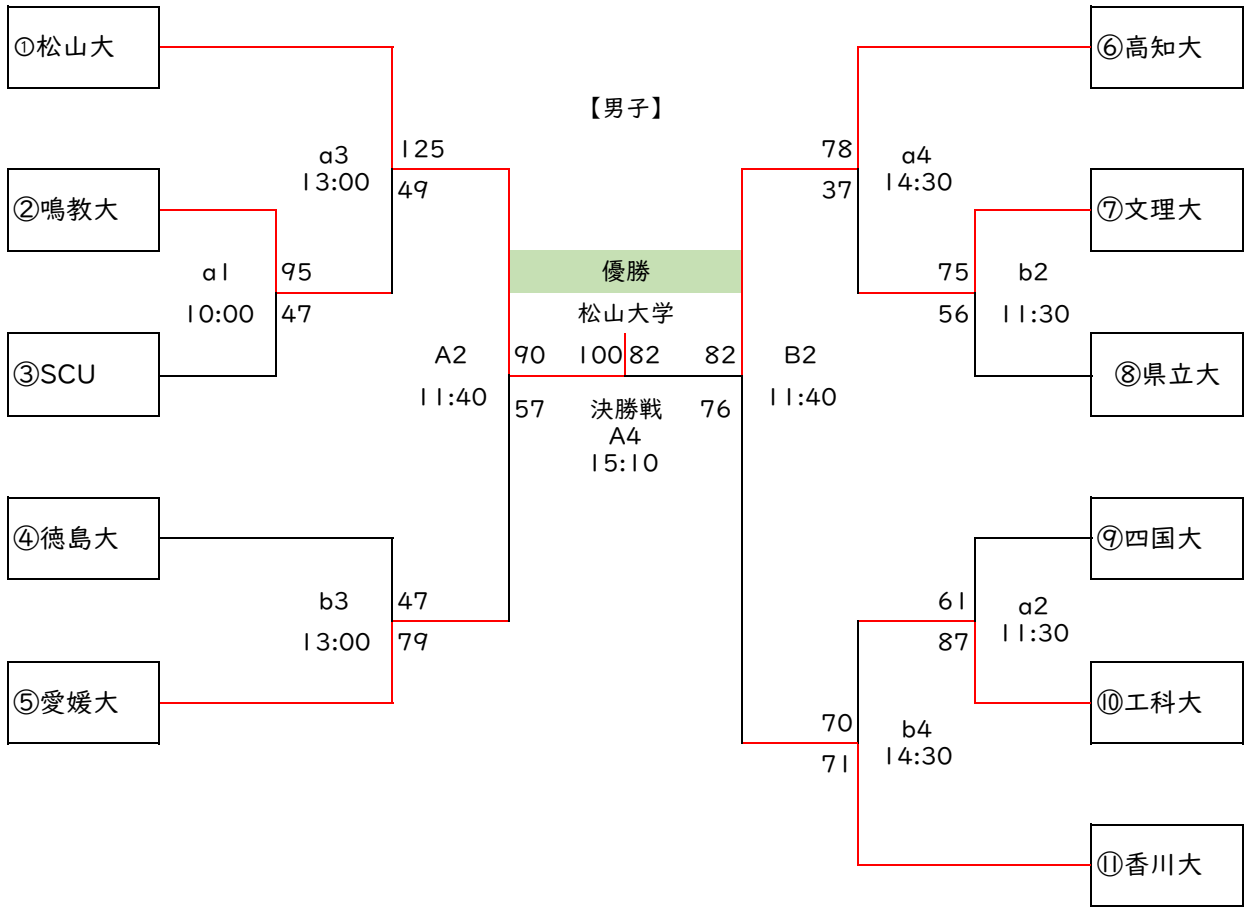 ①松山大
⑥高知大
【男子】
125
78
a3
a4
13:00
49
37
14:30
②鳴教大
⑦文理大
a1
95
優勝
75
b2
10:00
47
松山大学
56
11:30
③SCU
A2
90
100
82
82
B2
⑧県立大
11:40
57
決勝戦
76
11:40
A4
15:10
④徳島大
⑨四国大
b3
47
61
a2
13:00
79
87
11:30
⑤愛媛大
⑩工科大
70
b4
71
14:30
⑪香川大